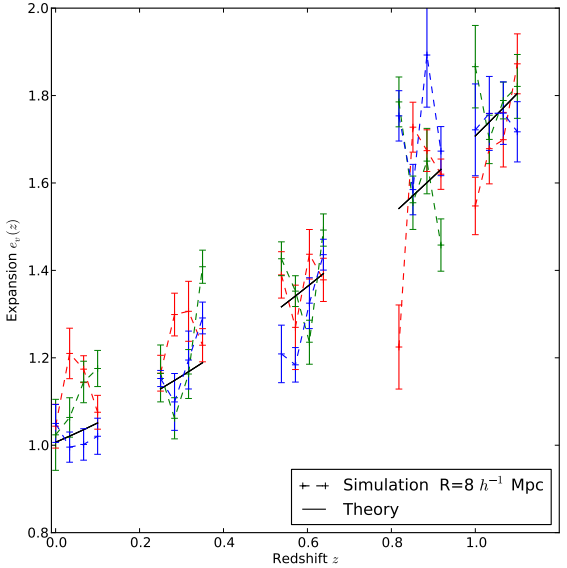 2.0
1.8
1.6
1.4
1.2
1.0
0.8
Expansion e_v(z)
Simulation R=8 h⁻¹ Mpc
Theory
0.0 0.2 0.4 0.6 0.8 1.0
Redshift z